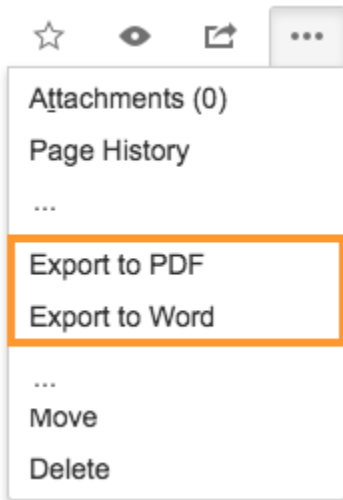 Attachments (0)
Page History
...
Export to PDF
Export to Word
...
Move
Delete